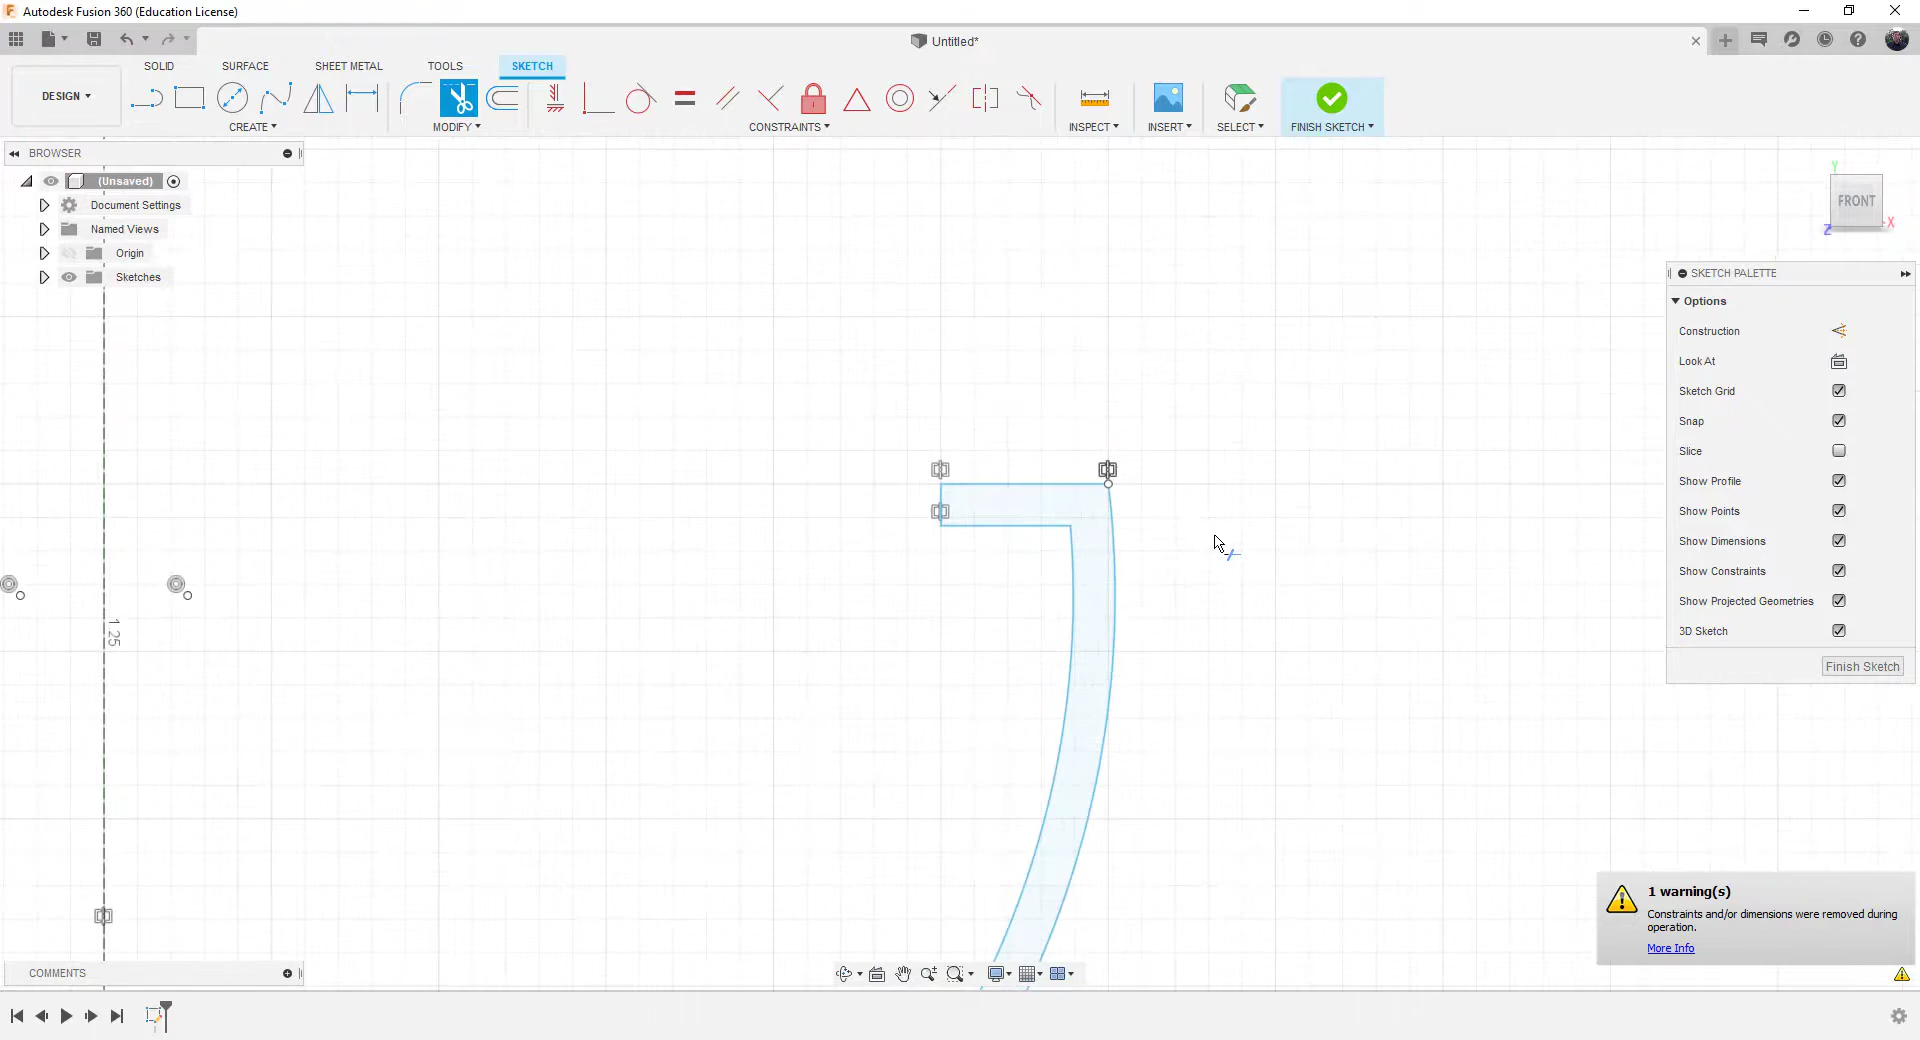 Autodesk Fusion 360 (Education License)
Untitled*
DESIGN
SOLID
SURFACE
SHEET METAL
TOOLS
SKETCH
CREATE
MODIFY
CONSTRAINTS
INSPECT
INSERT
SELECT
FINISH SKETCH
BROWSER
(Unsaved)
Document Settings
Named Views
Origin
Sketches
Y
FRONT
X
Z
SKETCH PALETTE
Options
Construction
Look At
Sketch Grid
Snap
Slice
Show Profile
Show Points
Show Dimensions
Show Constraints
Show Projected Geometries
3D Sketch
Finish Sketch
1.25
1 warning(s)
Constraints and/or dimensions were removed during
operation.
More Info
COMMENTS